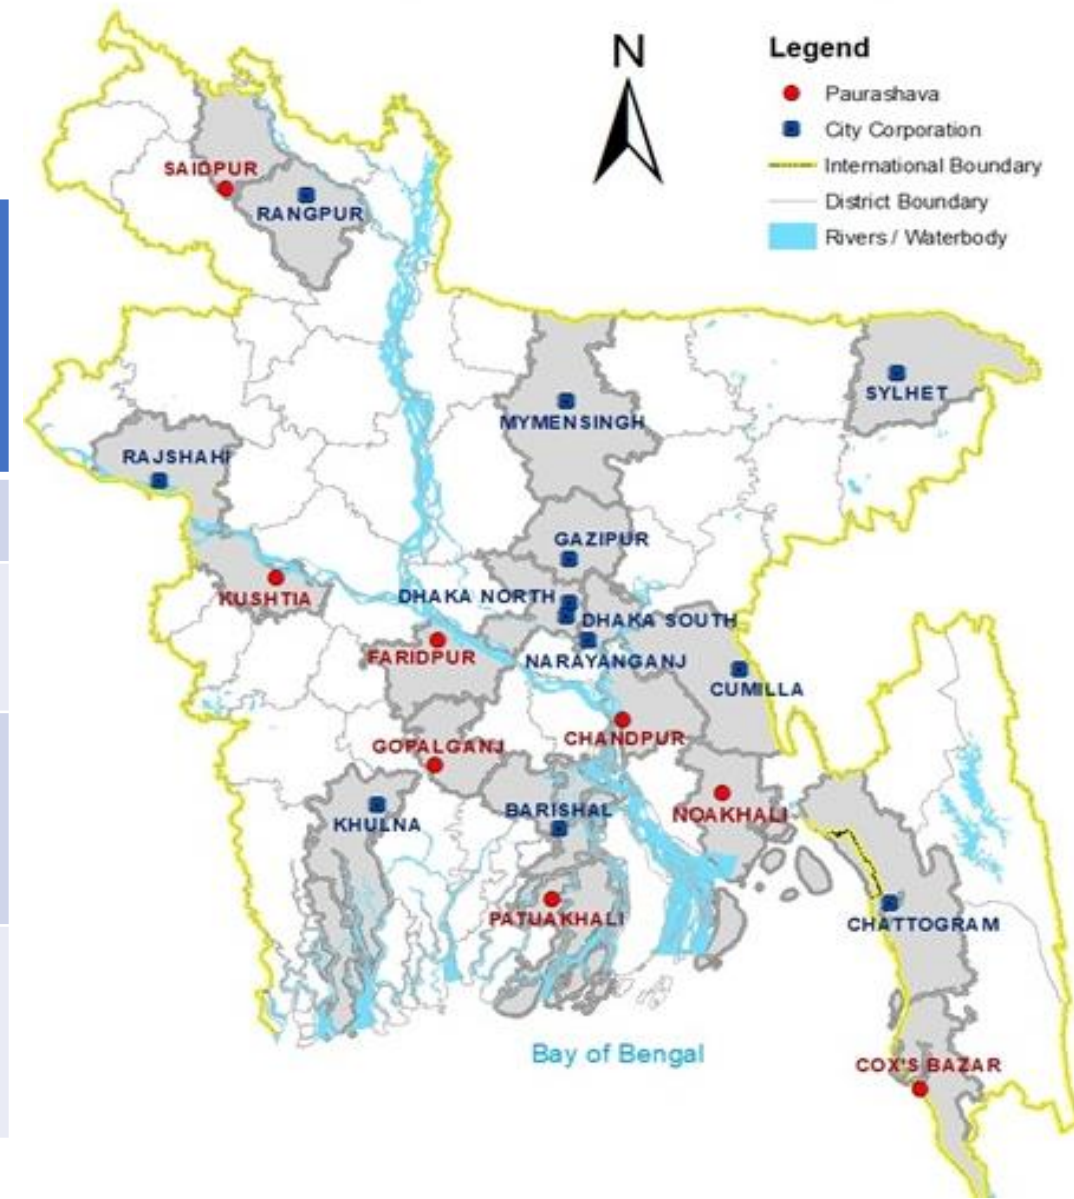 N
Legend
Paurashava
City Corporation
International Boundary
District Boundary
Rivers / Waterbody
SAIDPUR
RANGPUR
SYLHET
MYMENSINGH
RAJSHAHI
GAZIPUR
KUSHTIA
DHAKA NORTH
DHAKA SOUTH
FARIDPUR
NARAYANGANJ
CUMILLA
CHANDPUR
GOPALGANJ
BARISHAL
NOAKHALI
KHULNA
PATUAKHALI
CHATTOGRAM
Bay of Bengal
COX'S BAZAR